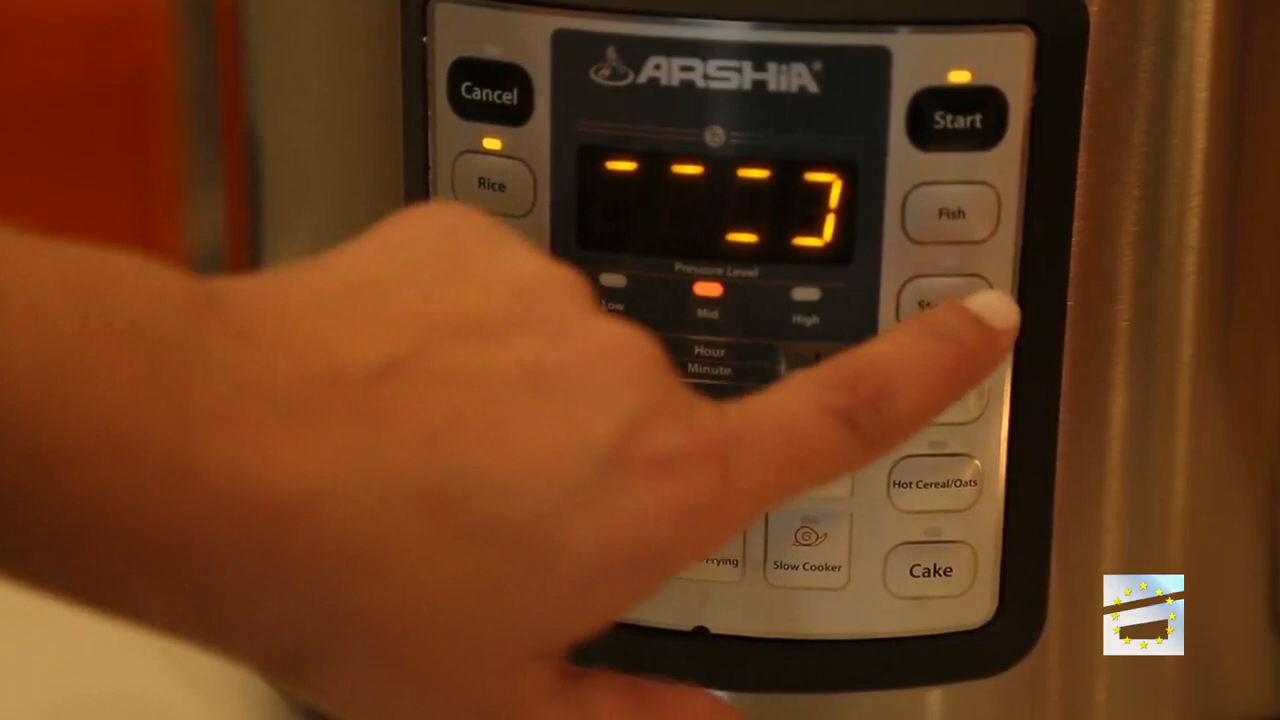 ARSHiA®
Cancel
Start
Rice
Fish
Pressure Level
Low
Mid
High
Hour
Minute
Hot Cereal/Oats
Slow Cooker
Cake